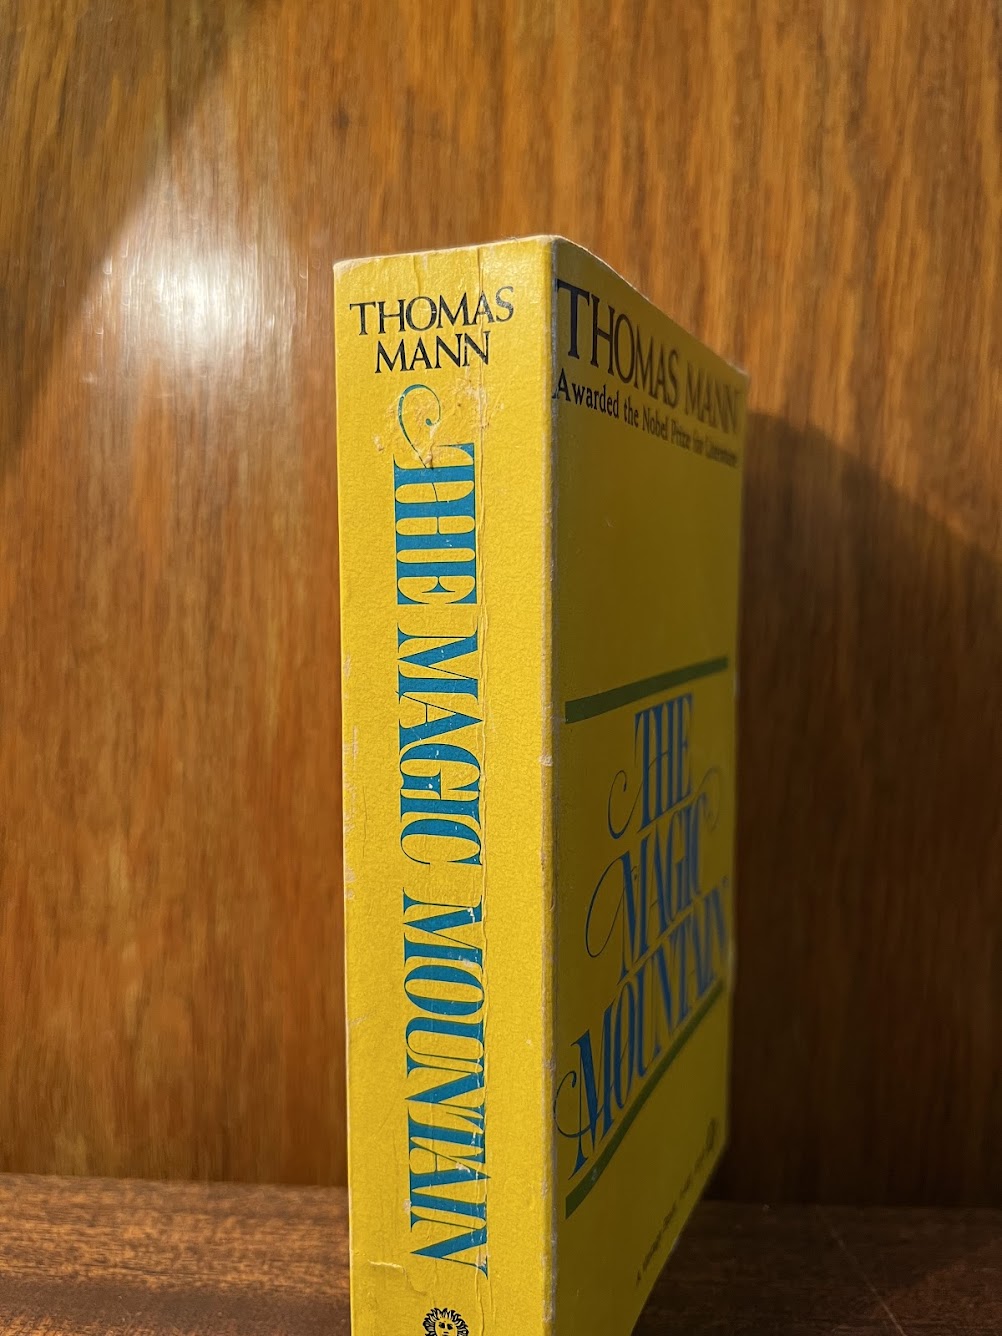 THOMAS
MANN
THE MAGIC MOUNTAIN
THOMAS MANN
Awarded the Nobel Prize for Literature
THE
MAGIC
MOUNTAIN